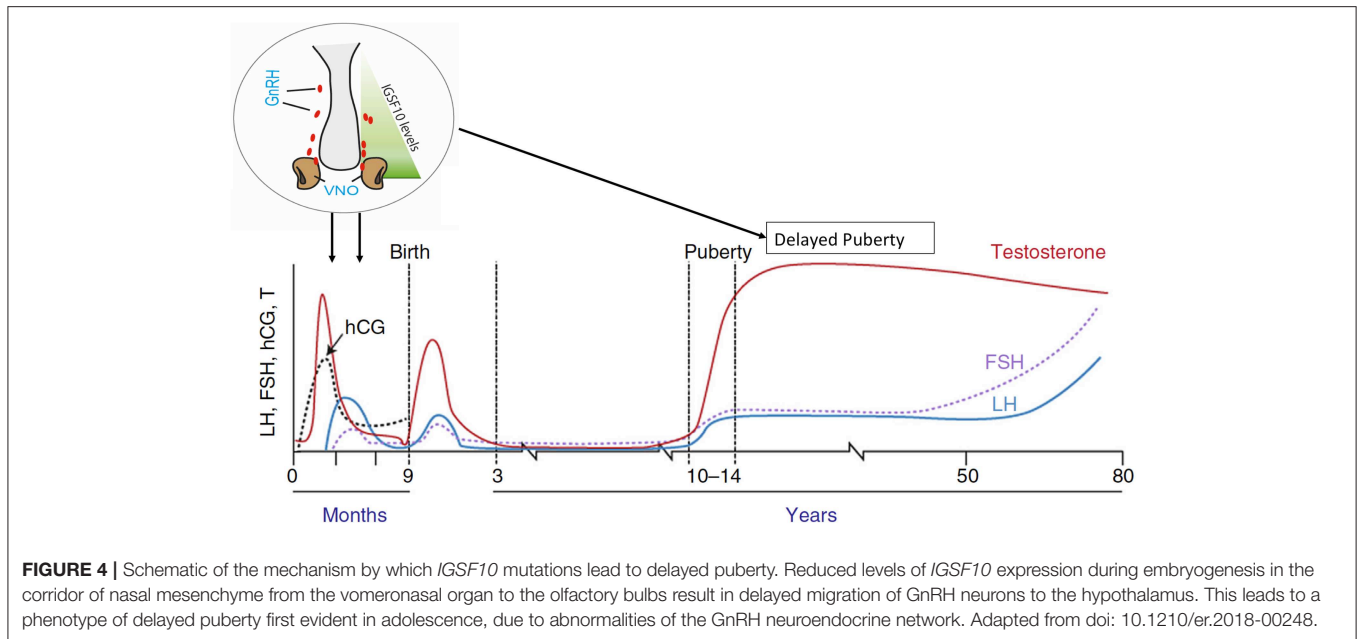 GnRH
IGSF10 levels
VNO
Delayed Puberty
Birth
Puberty
Testosterone
LH, FSH, hCG, T
hCG
FSH
LH
0
9
3
10–14
50
80
Months
Years
FIGURE 4 | Schematic of the mechanism by which IGSF10 mutations lead to delayed puberty. Reduced levels of IGSF10 expression during embryogenesis in the
corridor of nasal mesenchyme from the vomeronasal organ to the olfactory bulbs result in delayed migration of GnRH neurons to the hypothalamus. This leads to a
phenotype of delayed puberty first evident in adolescence, due to abnormalities of the GnRH neuroendocrine network. Adapted from doi: 10.1210/er.2018-00248.